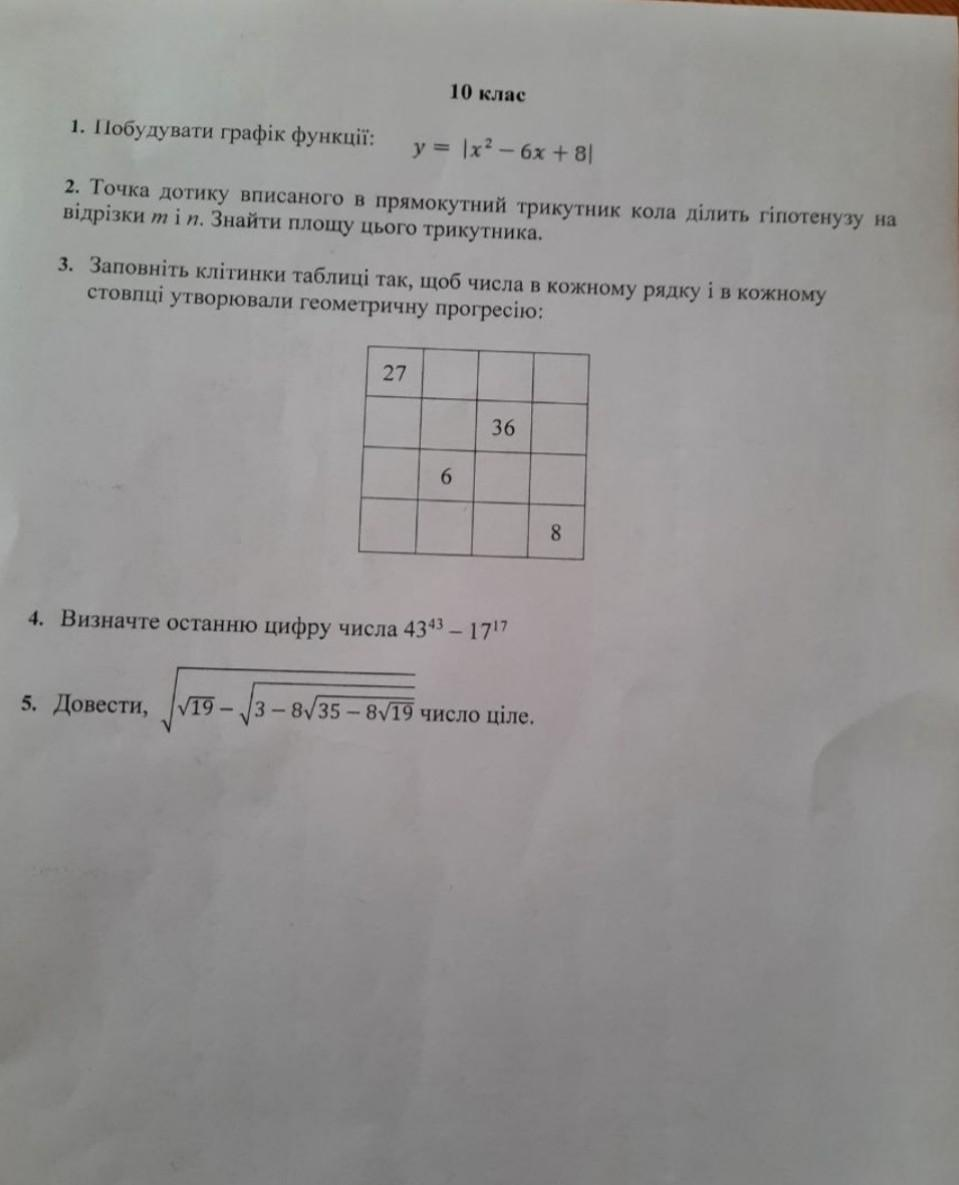 10 клас
1. Побудувати графік функції: y = |x² – 6x + 8|
2. Точка дотику вписаного в прямокутний трикутник кола ділить гіпотенузу на
відрізки m і n. Знайти площу цього трикутника.
3. Заповніть клітинки таблиці так, щоб числа в кожному рядку і в кожному
стовпці утворювали геометричну прогресію:
27
36
6
8
4. Визначте останню цифру числа 43⁴³ – 17¹⁷
5. Довести, √(√19 – √(3 – 8√(35 – 8√19))) число ціле.